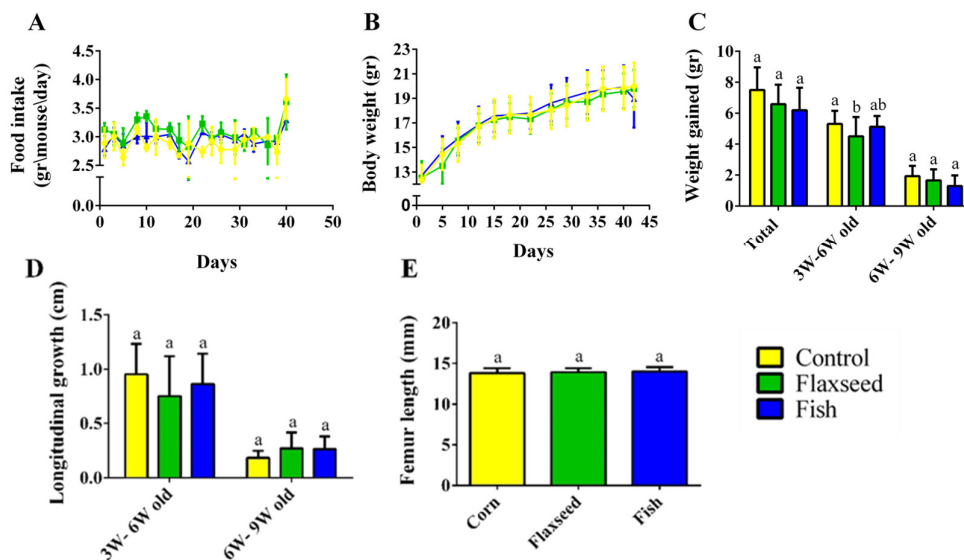 A
Food intake
(gr\mouse\day)
4.5
4.0
3.5
3.0
2.5
2.0
0.0
0 10 20 30 40 50
Days
B
Body weight (gr)
23
21
19
17
15
13
0
0 5 10 15 20 25 30 35 40 45
Days
C
Weight gained (gr)
10
8
6
4
2
0
a a a
a b ab
a a a
Total
3W-6W old
6W- 9W old
D
Longitudinal growth (cm)
1.5
1.0
0.5
0.0
a a a
a a a
3W- 6W old
6W- 9W old
E
Femur length (mm)
20
15
10
5
0
a a a
Corn
Flaxseed
Fish
Control
Flaxseed
Fish